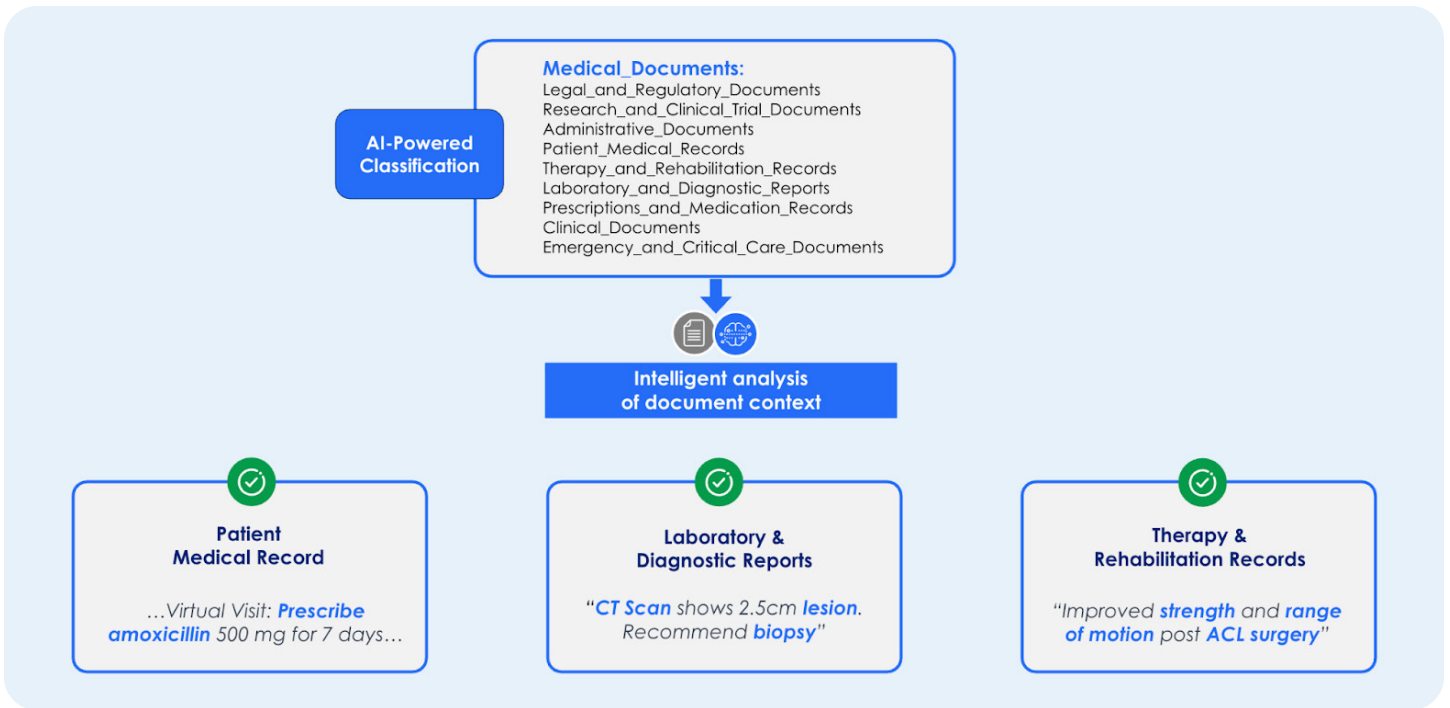 Medical_Documents:
Legal_and_Regulatory_Documents
Research_and_Clinical_Trial_Documents
Administrative_Documents
Patient_Medical_Records
Therapy_and_Rehabilitation_Records
Laboratory_and_Diagnostic_Reports
Prescriptions_and_Medication_Records
Clinical_Documents
Emergency_and_Critical_Care_Documents
AI-Powered
Classification
Intelligent analysis
of document context
Patient
Medical Record
…Virtual Visit: Prescribe
amoxicillin 500 mg for 7 days…
Laboratory &
Diagnostic Reports
“CT Scan shows 2.5cm lesion.
Recommend biopsy”
Therapy &
Rehabilitation Records
“Improved strength and range
of motion post ACL surgery”